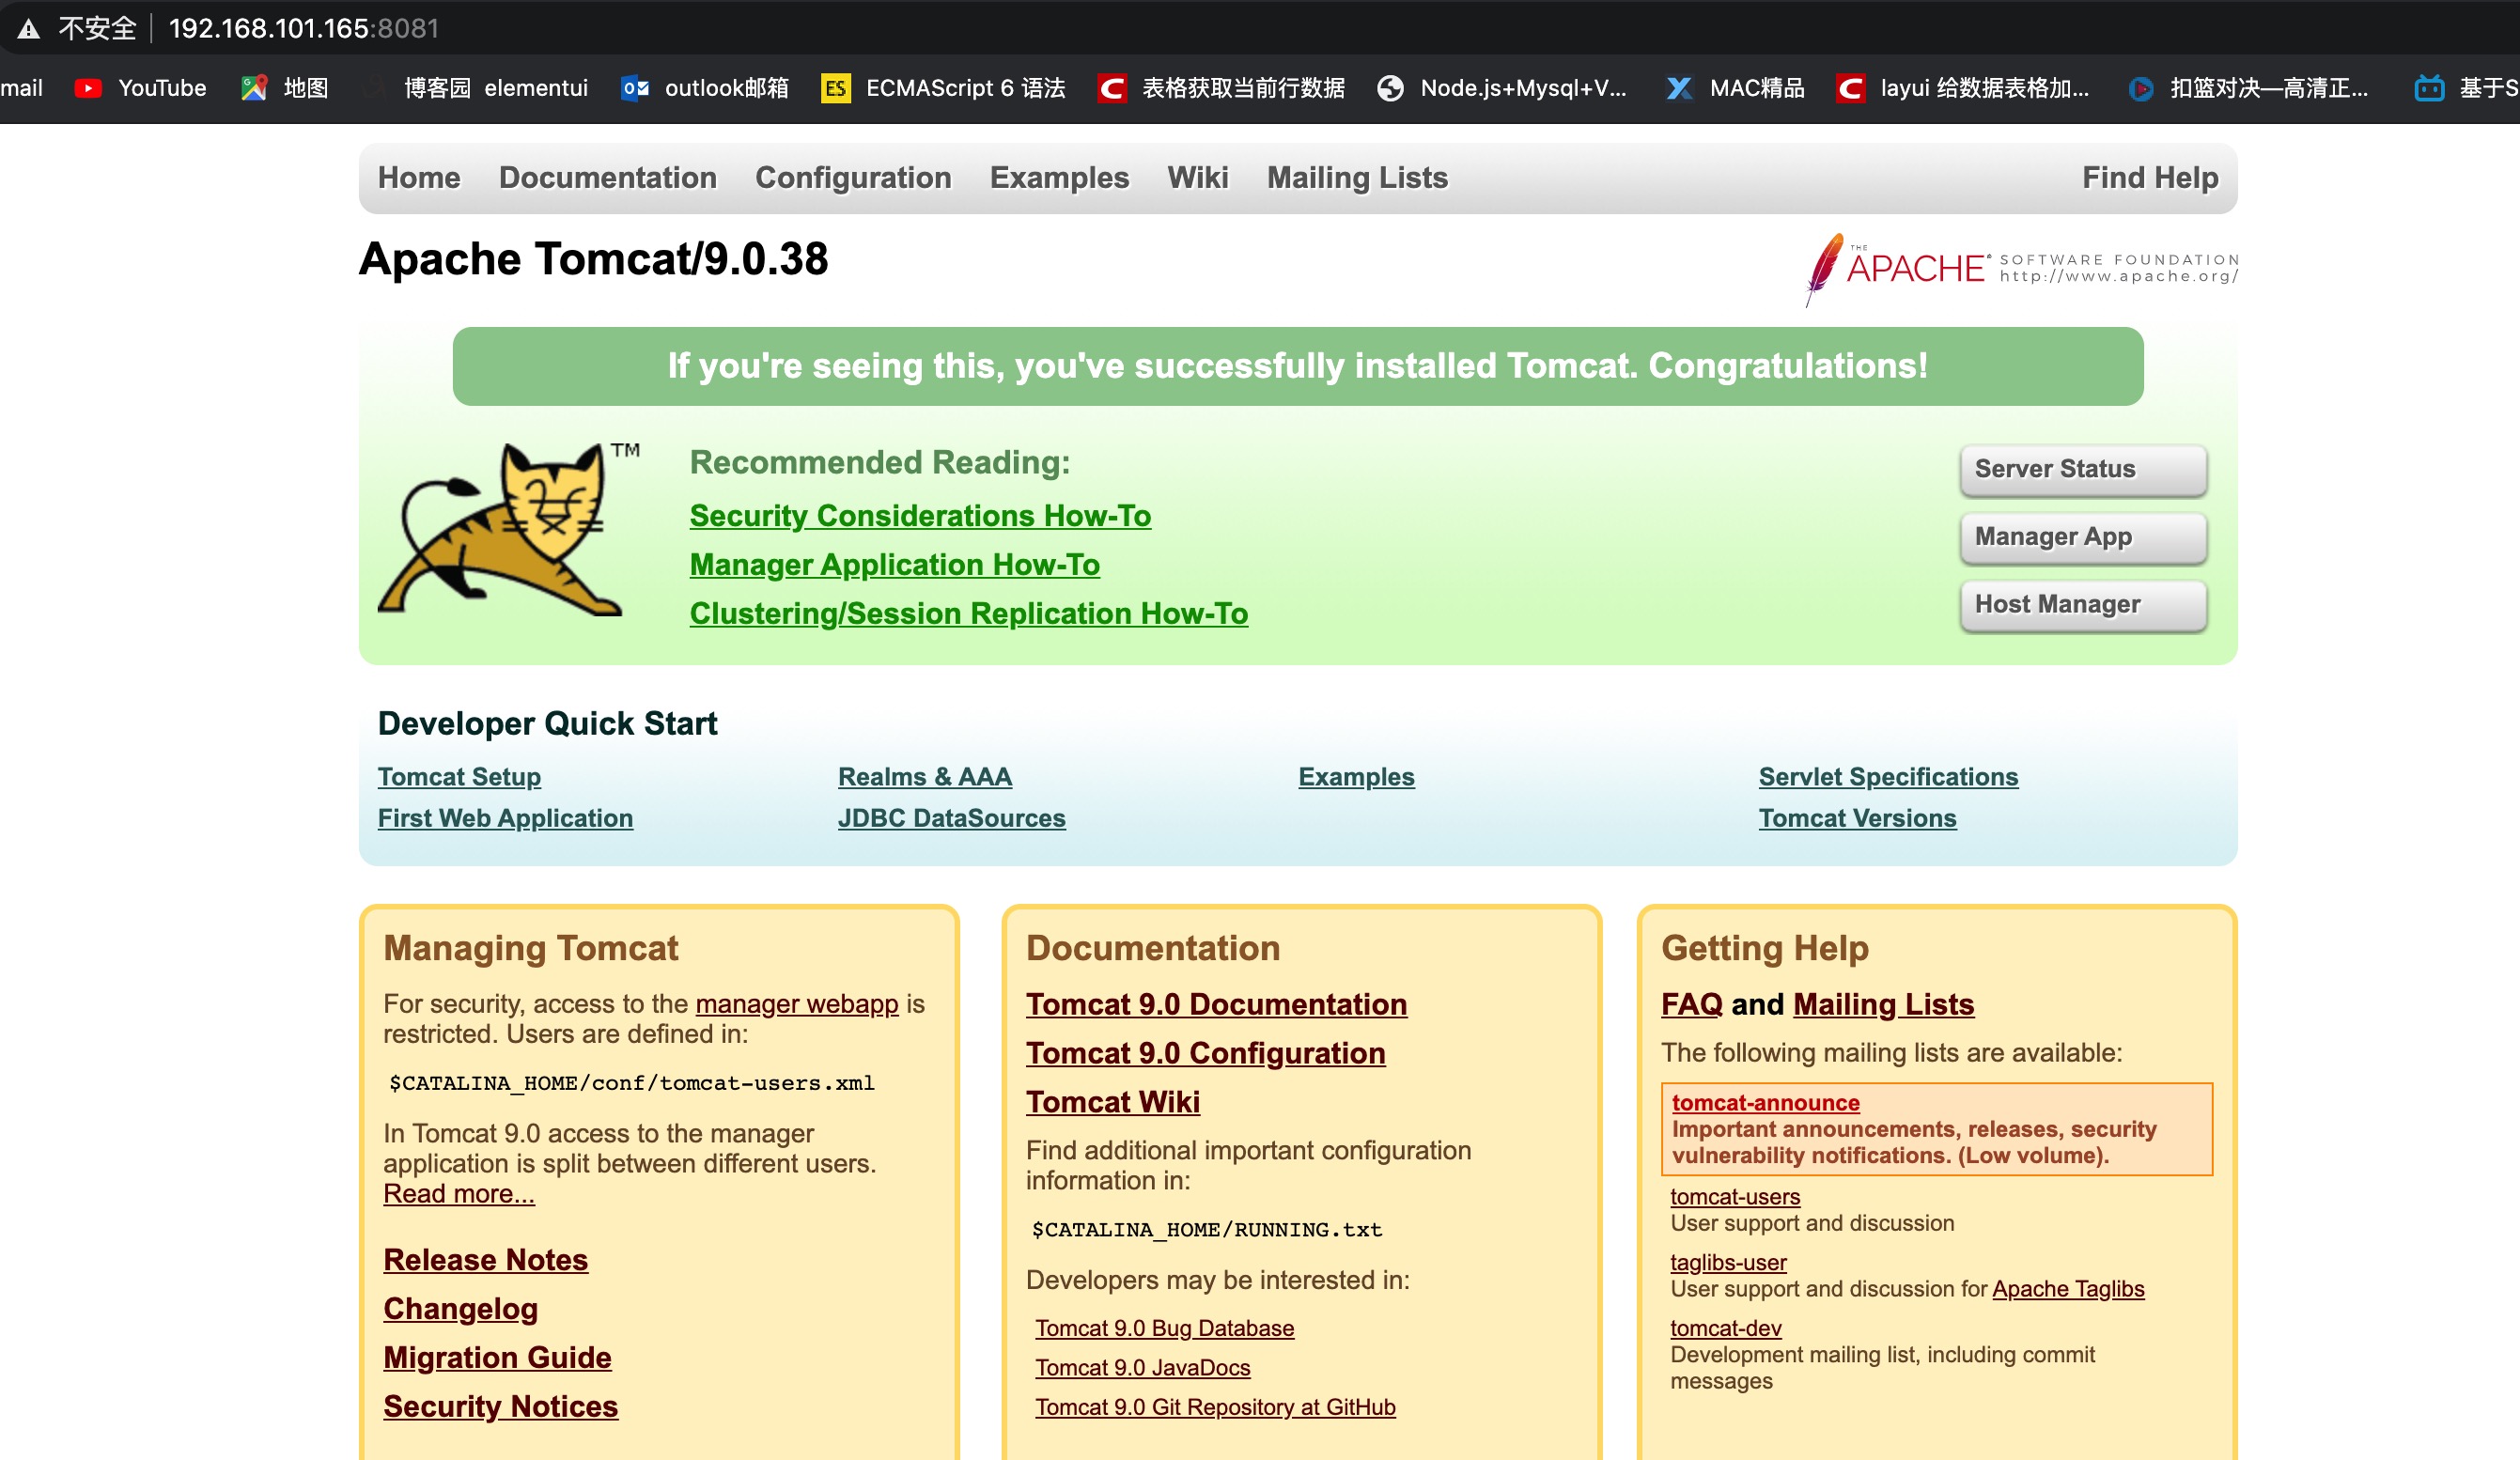 不安全 192.168.101.165:8081
mail YouTube 地图 博客园 elementui outlook邮箱 ES ECMAScript 6 语法 表格获取当前行数据 Node.js+Mysql+V... MAC精品 layui 给数据表格加... 扣篮对决—高清正... 基于S
Home Documentation Configuration Examples Wiki Mailing Lists Find Help
Apache Tomcat/9.0.38
THE APACHE® SOFTWARE FOUNDATION
http://www.apache.org/
If you're seeing this, you've successfully installed Tomcat. Congratulations!
TM
Recommended Reading:
Security Considerations How-To
Manager Application How-To
Clustering/Session Replication How-To
Server Status
Manager App
Host Manager
Developer Quick Start
Tomcat Setup
First Web Application
Realms & AAA
JDBC DataSources
Examples
Servlet Specifications
Tomcat Versions
Managing Tomcat
For security, access to the manager webapp is
restricted. Users are defined in:
$CATALINA_HOME/conf/tomcat-users.xml
In Tomcat 9.0 access to the manager
application is split between different users.
Read more...
Release Notes
Changelog
Migration Guide
Security Notices
Documentation
Tomcat 9.0 Documentation
Tomcat 9.0 Configuration
Tomcat Wiki
Find additional important configuration
information in:
$CATALINA_HOME/RUNNING.txt
Developers may be interested in:
Tomcat 9.0 Bug Database
Tomcat 9.0 JavaDocs
Tomcat 9.0 Git Repository at GitHub
Getting Help
FAQ and Mailing Lists
The following mailing lists are available:
tomcat-announce
Important announcements, releases, security
vulnerability notifications. (Low volume).
tomcat-users
User support and discussion
taglibs-user
User support and discussion for Apache Taglibs
tomcat-dev
Development mailing list, including commit
messages